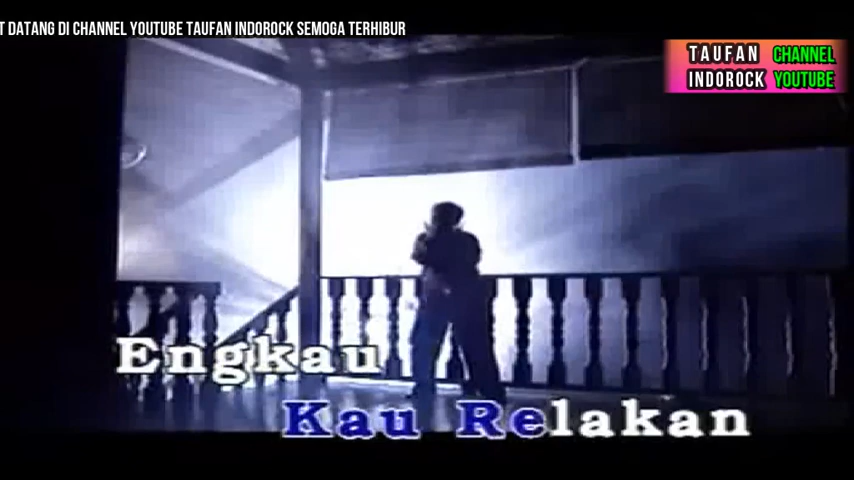 T DATANG DI CHANNEL YOUTUBE TAUFAN INDOROCK SEMOGA TERHIBUR
TAUFAN CHANNEL
INDOROCK YOUTUBE
Engkau
Kau Relakan